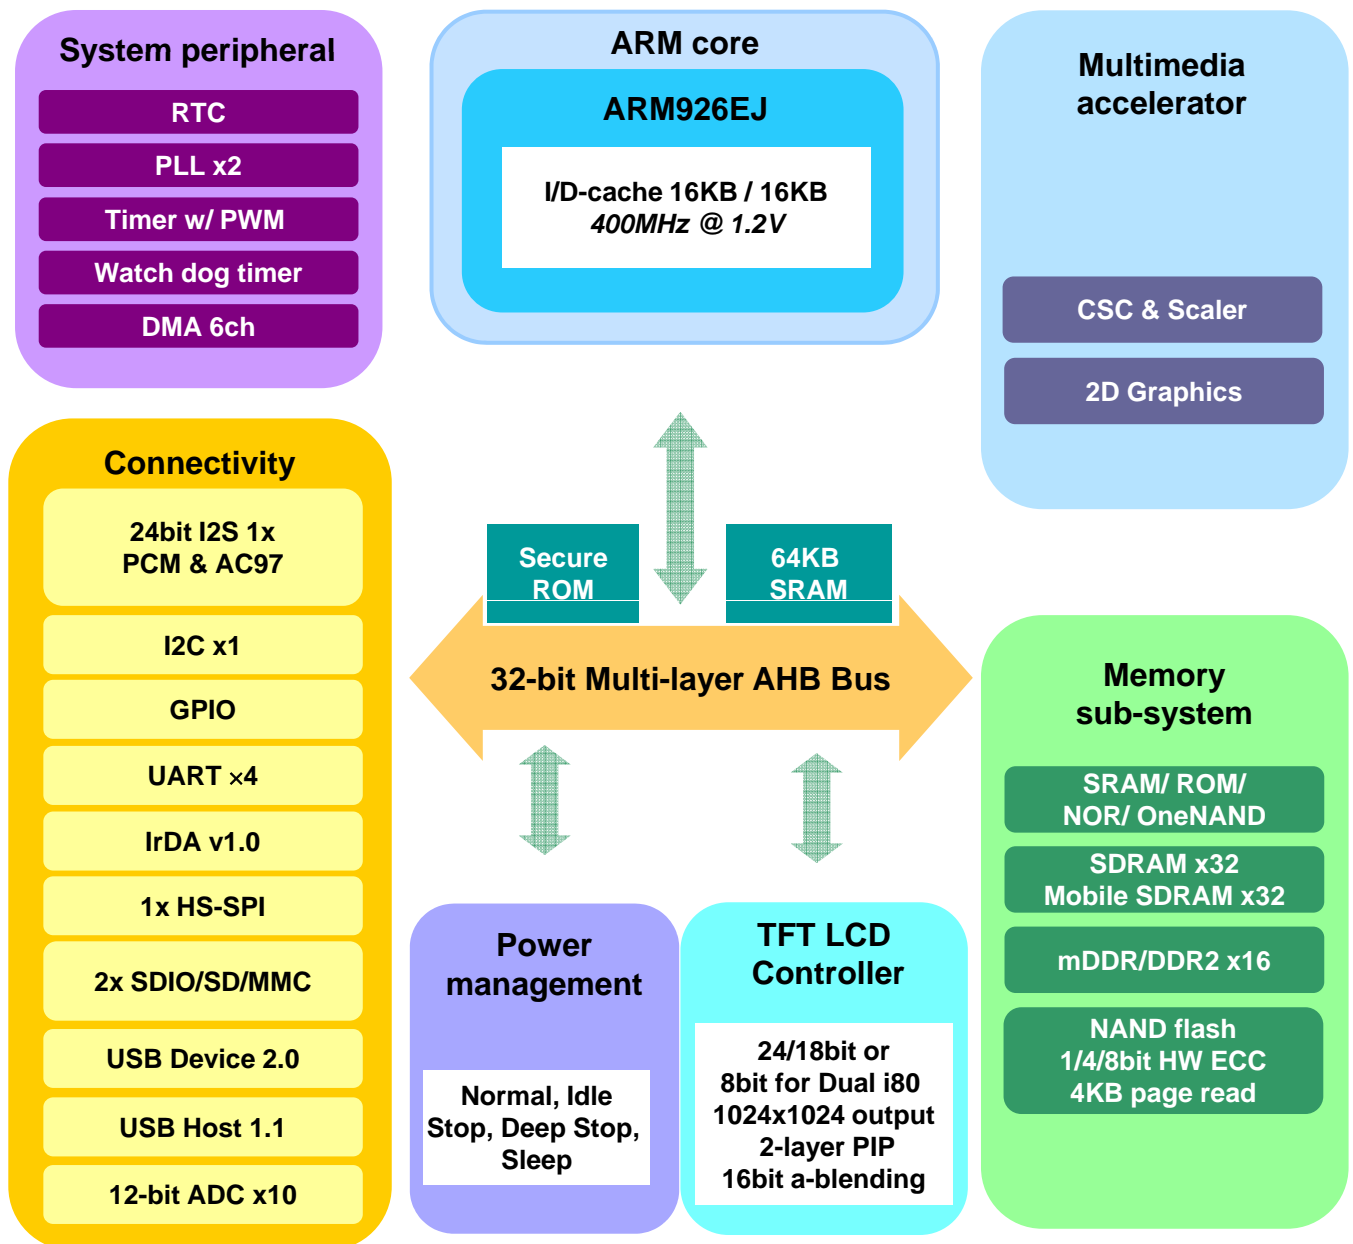 System peripheral
RTC
PLL x2
Timer w/ PWM
Watch dog timer
DMA 6ch
ARM core
ARM926EJ
I/D-cache 16KB / 16KB
400MHz @ 1.2V
Multimedia
accelerator
CSC & Scaler
2D Graphics
Connectivity
24bit I2S 1x
PCM & AC97
I2C x1
GPIO
UART ×4
IrDA v1.0
1x HS-SPI
2x SDIO/SD/MMC
USB Device 2.0
USB Host 1.1
12-bit ADC x10
Secure
ROM
64KB
SRAM
32-bit Multi-layer AHB Bus
Power
management
Normal, Idle
Stop, Deep Stop,
Sleep
TFT LCD
Controller
24/18bit or
8bit for Dual i80
1024x1024 output
2-layer PIP
16bit a-blending
Memory
sub-system
SRAM/ ROM/
NOR/ OneNAND
SDRAM x32
Mobile SDRAM x32
mDDR/DDR2 x16
NAND flash
1/4/8bit HW ECC
4KB page read